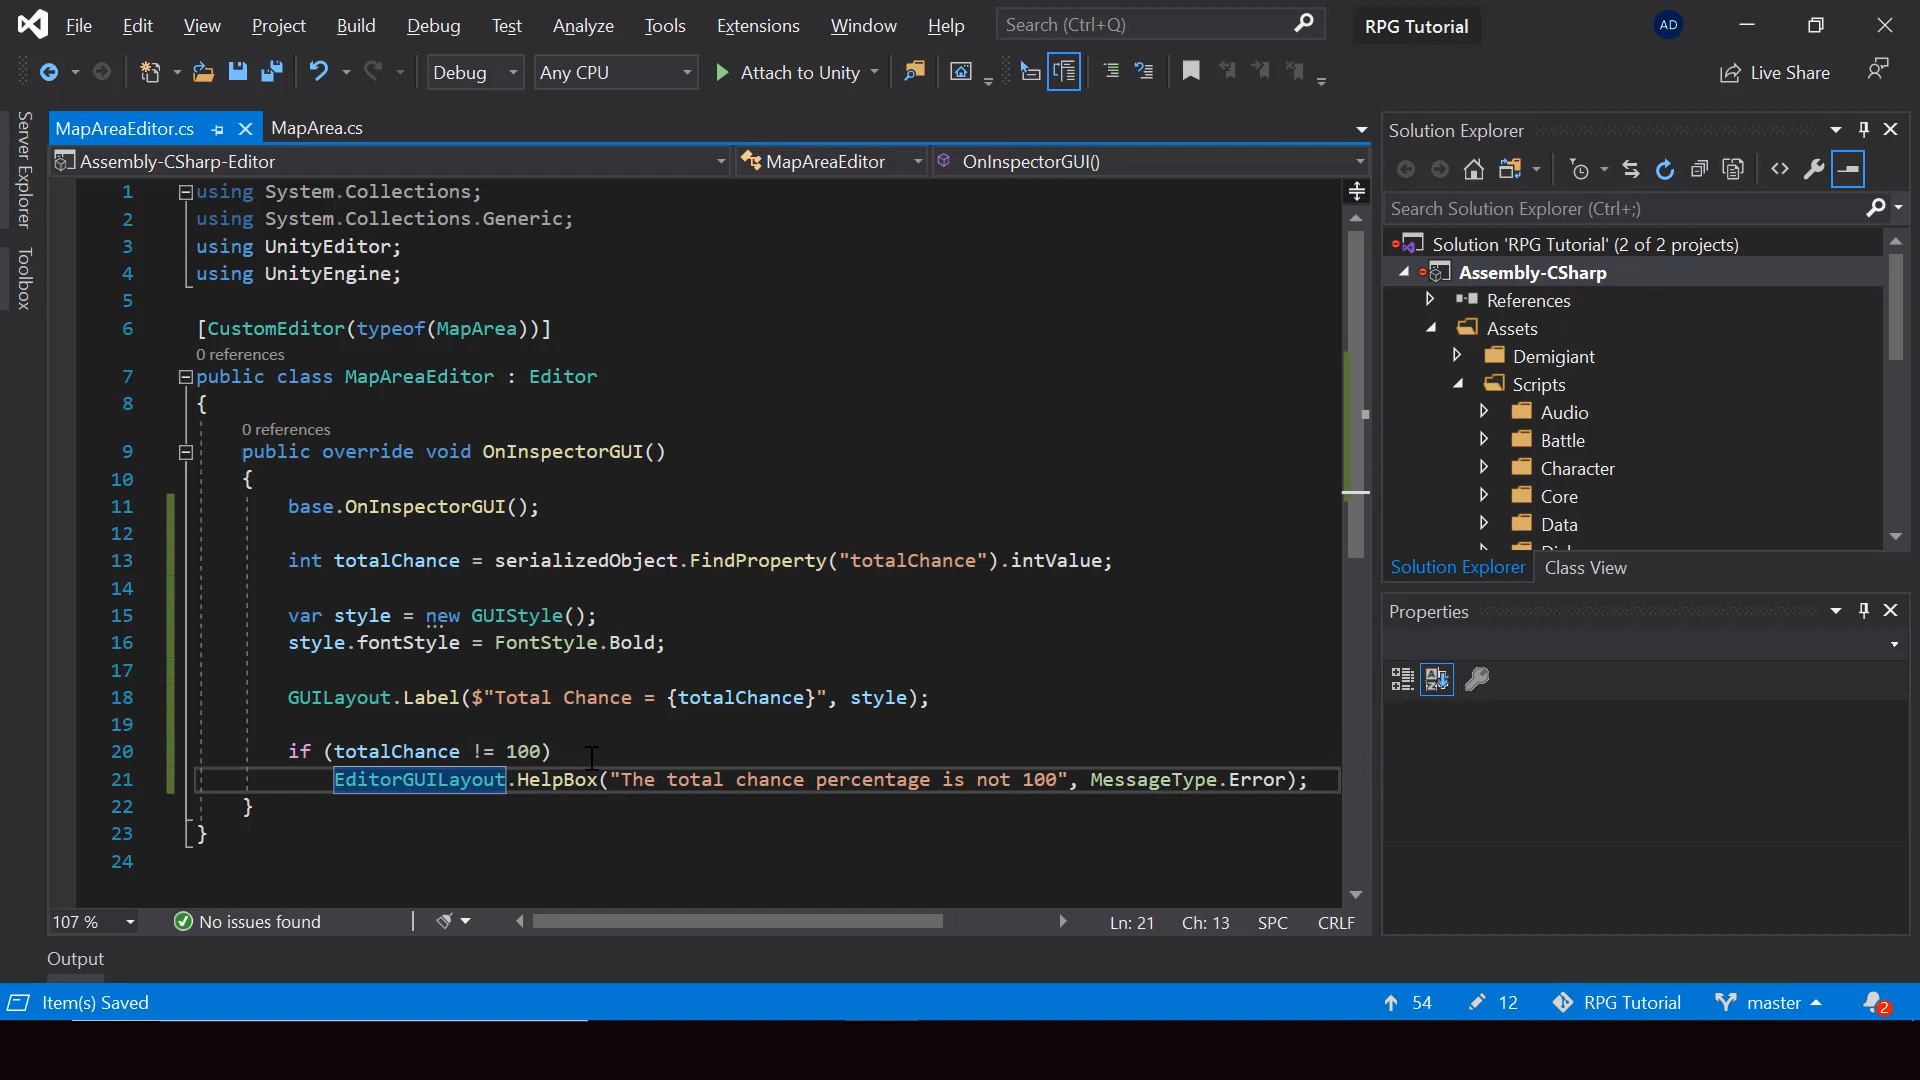 File Edit View Project Build Debug Test Analyze Tools Extensions Window Help Search (Ctrl+Q) RPG Tutorial AD
Debug Any CPU Attach to Unity Live Share
Server Explorer
Toolbox
MapAreaEditor.cs MapArea.cs
Assembly-CSharp-Editor MapAreaEditor OnInspectorGUI()
1 using System.Collections;
2 using System.Collections.Generic;
3 using UnityEditor;
4 using UnityEngine;
5
6 [CustomEditor(typeof(MapArea))]
0 references
7 public class MapAreaEditor : Editor
8 {
0 references
9 public override void OnInspectorGUI()
10 {
11 base.OnInspectorGUI();
12
13 int totalChance = serializedObject.FindProperty("totalChance").intValue;
14
15 var style = new GUIStyle();
16 style.fontStyle = FontStyle.Bold;
17
18 GUILayout.Label($"Total Chance = {totalChance}", style);
19
20 if (totalChance != 100)
21 EditorGUILayout.HelpBox("The total chance percentage is not 100", MessageType.Error);
22 }
23 }
24
107 % No issues found Ln: 21 Ch: 13 SPC CRLF
Output
Solution Explorer
Search Solution Explorer (Ctrl+;)
Solution 'RPG Tutorial' (2 of 2 projects)
Assembly-CSharp
References
Assets
Demigiant
Scripts
Audio
Battle
Character
Core
Data
Solution Explorer Class View
Properties
Item(s) Saved 54 12 RPG Tutorial master 2